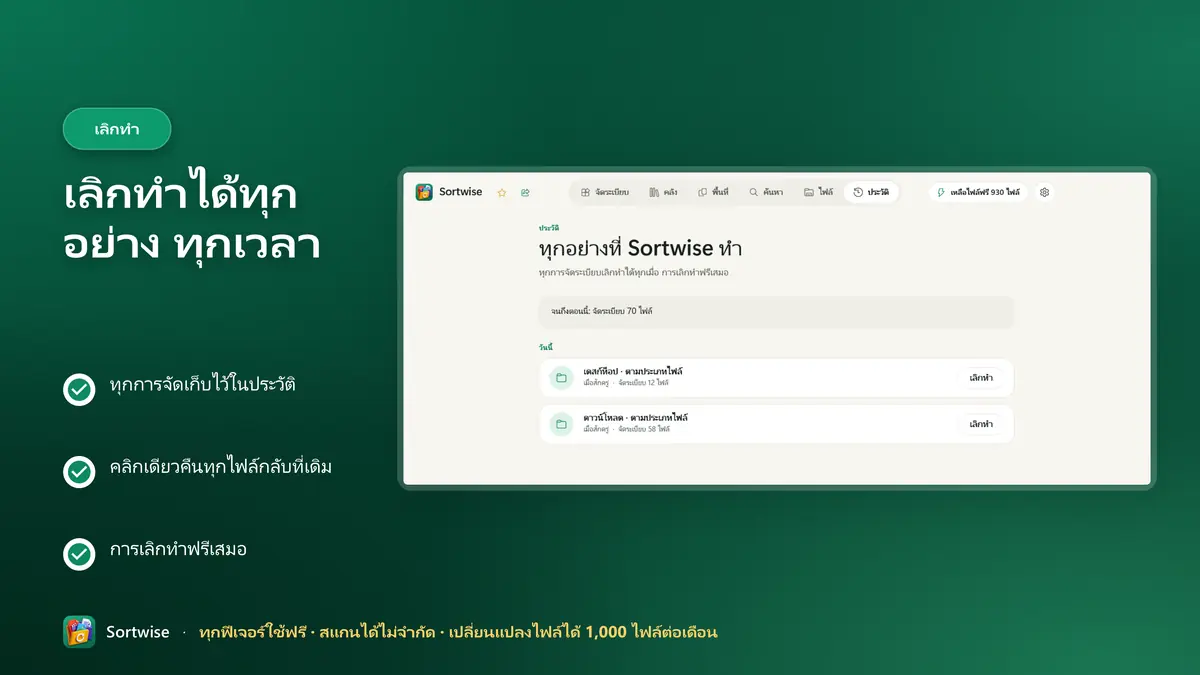 เลิกทำ
เลิกทำได้ทุก
อย่าง ทุกเวลา
ทุกการจัดเก็บไว้ในประวัติ
คลิกเดียวคืนทุกไฟล์กลับที่เดิม
การเลิกทำฟรีเสมอ
Sortwise · ทุกฟีเจอร์ใช้ฟรี · สแกนได้ไม่จำกัด · เปลี่ยนแปลงไฟล์ได้ 1,000 ไฟล์ต่อเดือน
Sortwise จัดระเบียบ คลัง พื้นที่ ค้นหา ไฟล์ ประวัติ เหลือไฟล์ฟรี 930 ไฟล์
ประวัติ
ทุกอย่างที่ Sortwise ทำ
ทุกการจัดระเบียบเลิกทำได้ทุกเมื่อ การเลิกทำฟรีเสมอ
จนถึงตอนนี้: จัดระเบียบ 70 ไฟล์
วันนี้
เดสก์ท็อป · ตามประเภทไฟล์
เมื่อสักครู่ · จัดระเบียบ 12 ไฟล์
เลิกทำ
ดาวน์โหลด · ตามประเภทไฟล์
เมื่อสักครู่ · จัดระเบียบ 58 ไฟล์
เลิกทำ